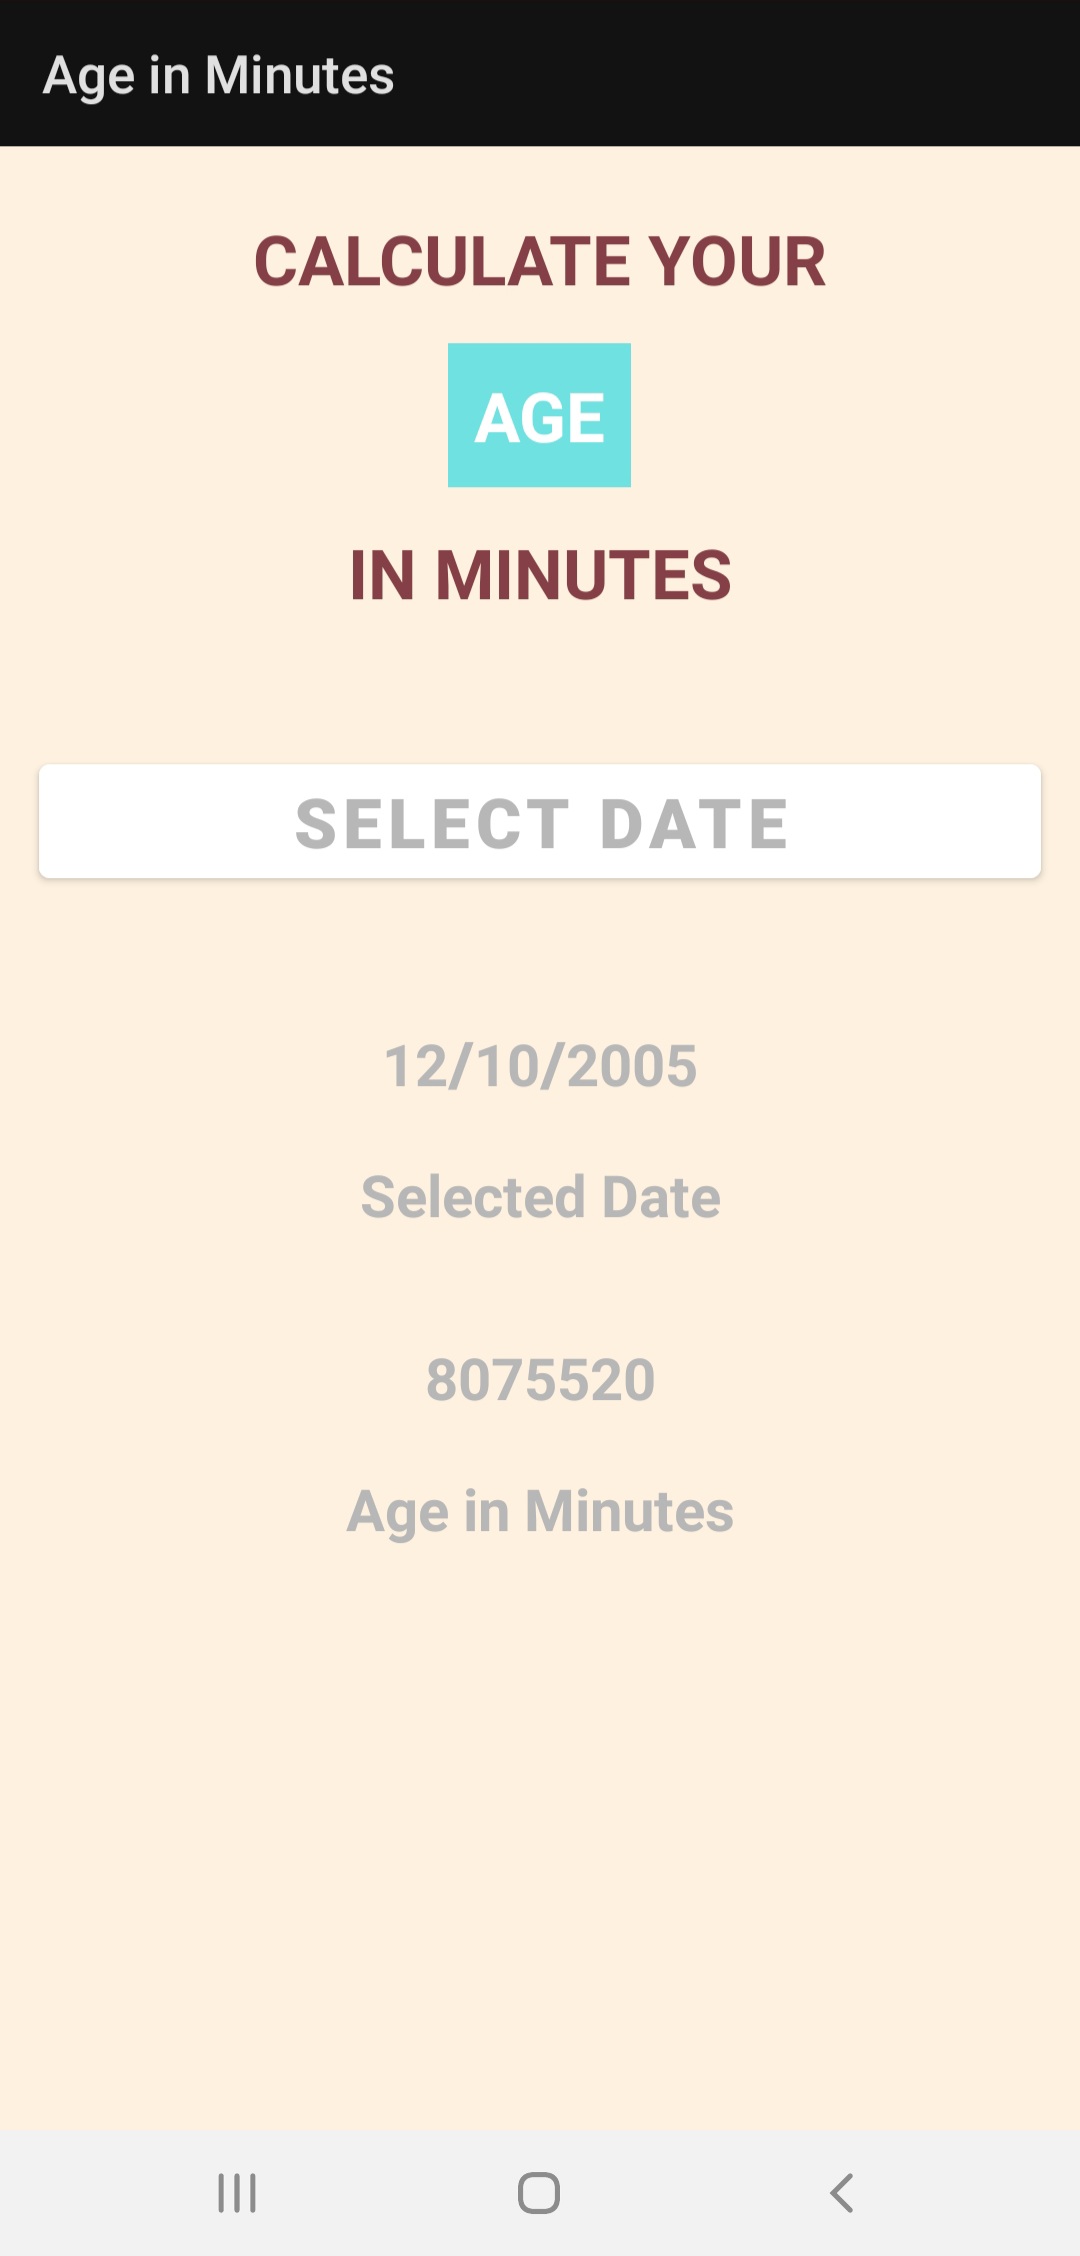 Age in Minutes
CALCULATE YOUR
AGE
IN MINUTES
SELECT DATE
12/10/2005
Selected Date
8075520
Age in Minutes